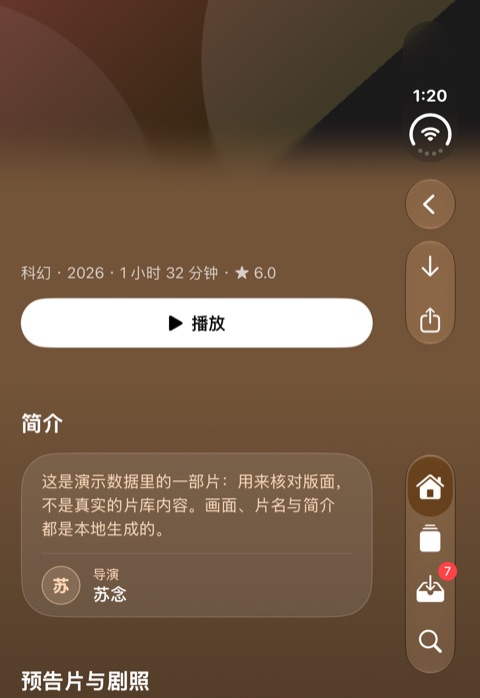 1:20
科幻 · 2026 · 1 小时 32 分钟 · ★ 6.0
播放
简介
这是演示数据里的一部片：用来核对版面，
不是真实的片库内容。画面、片名与简介
都是本地生成的。
苏
导演
苏念
7
预告片与剧照